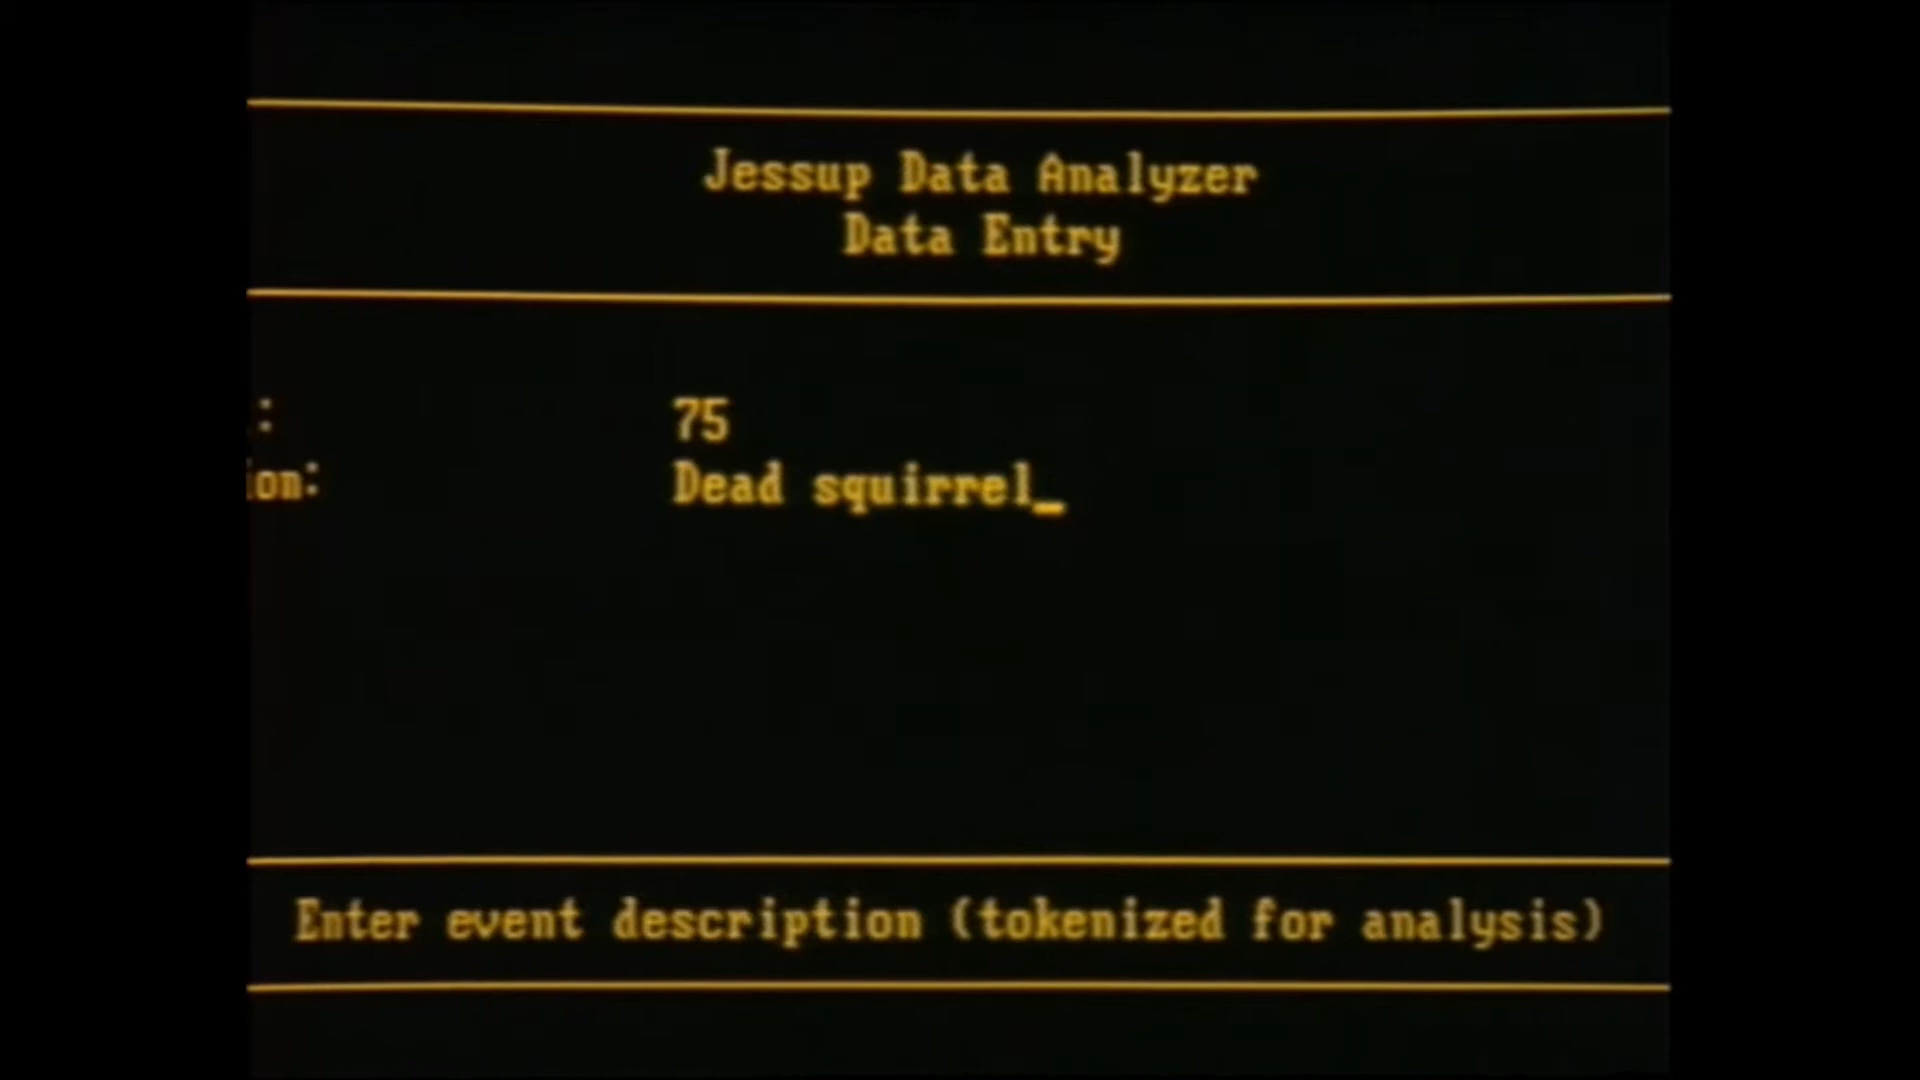 Jessup Data Analyzer
Data Entry
: 75
ion: Dead squirrel_
Enter event description (tokenized for analysis)